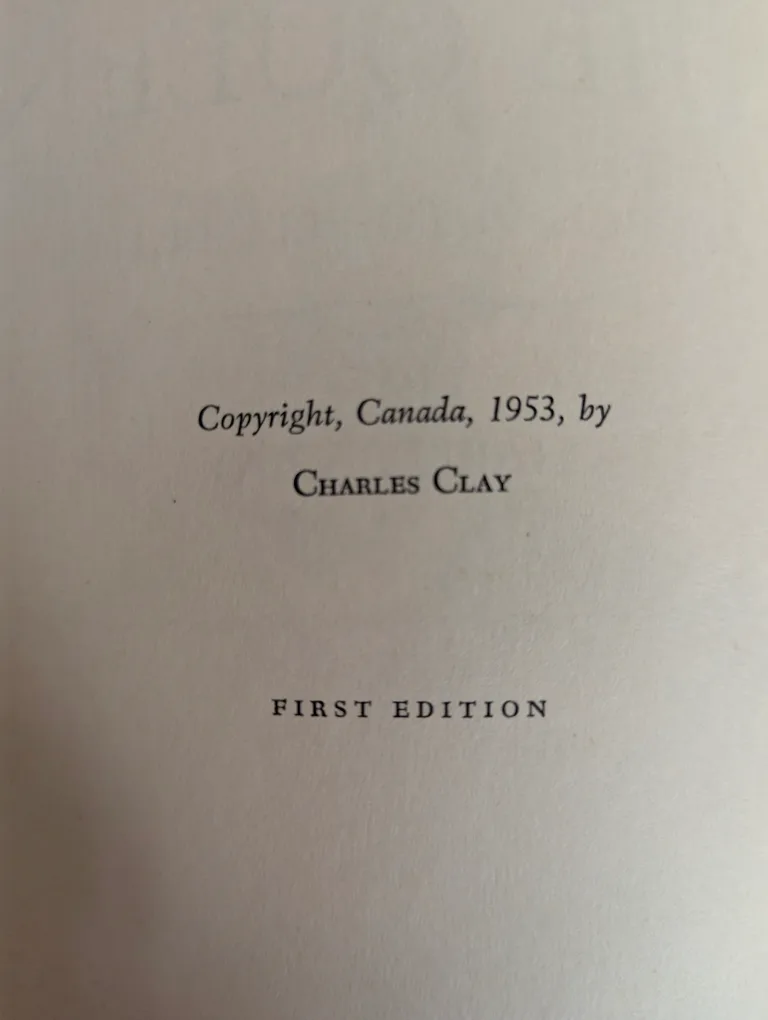 Copyright, Canada, 1953, by
CHARLES CLAY
FIRST EDITION